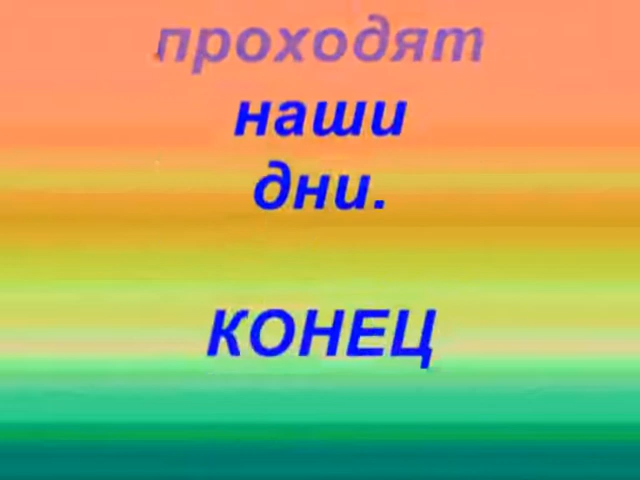 проходят
наши
дни.
КОНЕЦ